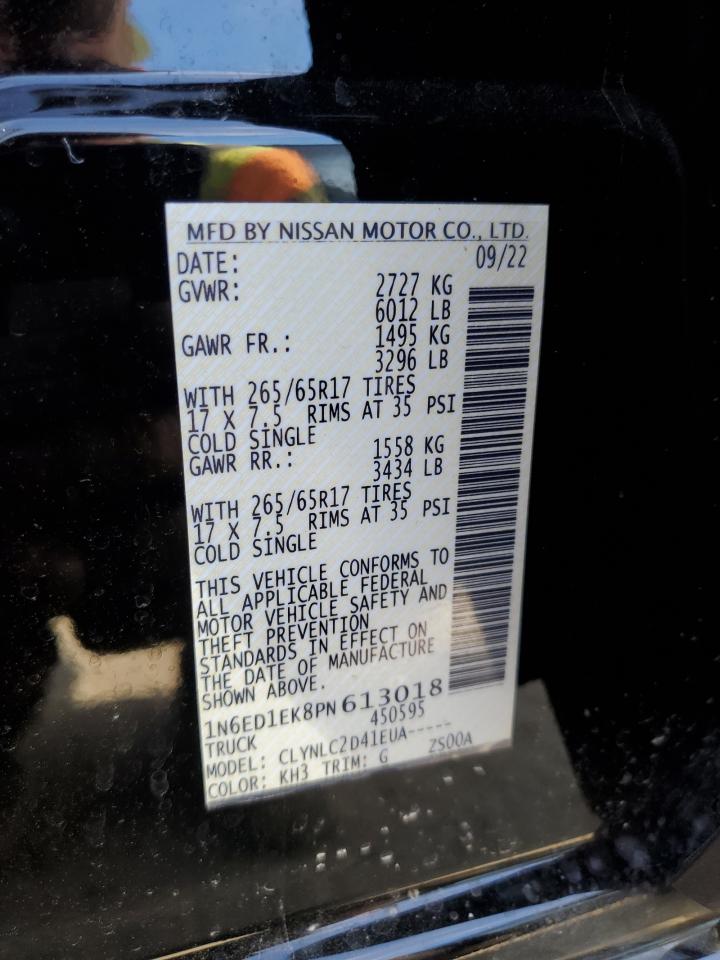 MFD BY NISSAN MOTOR CO., LTD.
DATE: 09/22
GVWR: 2727 KG
6012 LB
GAWR FR.: 1495 KG
3296 LB
WITH 265/65R17 TIRES
17 X 7.5 RIMS AT 35 PSI
COLD SINGLE
GAWR RR.: 1558 KG
3434 LB
WITH 265/65R17 TIRES
17 X 7.5 RIMS AT 35 PSI
COLD SINGLE
THIS VEHICLE CONFORMS TO
ALL APPLICABLE FEDERAL
MOTOR VEHICLE SAFETY AND
THEFT PREVENTION
STANDARDS IN EFFECT ON
THE DATE OF MANUFACTURE
SHOWN ABOVE.
1N6ED1EK8PN613018
TRUCK 450595
MODEL: CLYNLC2D41EUA-----
COLOR: KH3 TRIM: G ZS00A